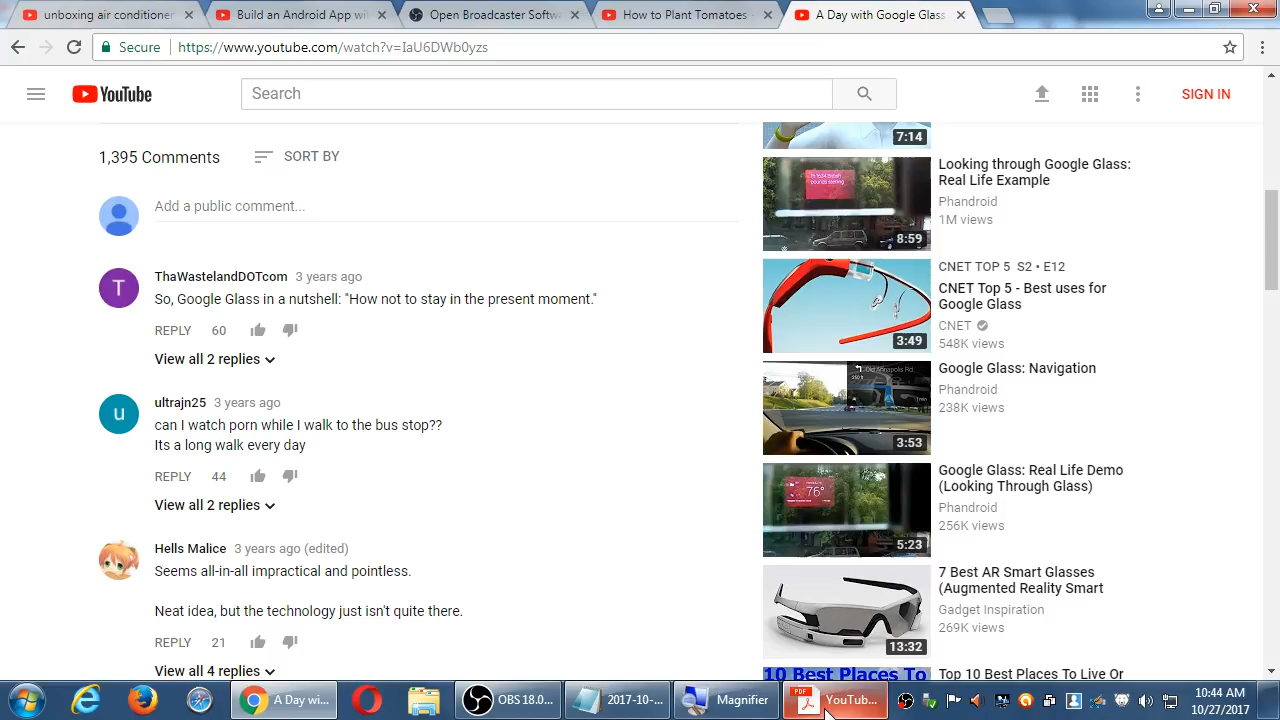 unboxing conditioner
Build an Android App wi
Open Broadcaster Softwa
How to Plant Tomatoes
A Day with Google Glass
Secure
https://www.youtube.com/watch?v=IaU6DWb0yzs
YouTube
Search
SIGN IN
1,395 Comments
SORT BY
Add a public comment...
ThaWastelandDOTcom 3 years ago
So, Google Glass in a nutshell: "How not to stay in the present moment."
REPLY 60
View all 2 replies
3 years ago
Can I watch porn while I walk to the bus stop??
Its a long walk every day
REPLY 44
View all 2 replies
3 years ago (edited)
Seems all-in-all impractical and pointless.
Neat idea, but the technology just isn't quite there.
REPLY 21
View all 4 replies
7:14
Looking through Google Glass:
Real Life Example
Phandroid
1M views
8:59
CNET TOP 5 S2 • E12
CNET Top 5 - Best uses for
Google Glass
CNET
548K views
3:49
Google Glass: Navigation
Phandroid
238K views
3:53
Google Glass: Real Life Demo
(Looking Through Glass)
Phandroid
256K views
76°
5:23
7 Best AR Smart Glasses
(Augmented Reality Smart
Gadget Inspiration
269K views
13:32
10 Best Places To
Top 10 Best Places To Live Or
A Day wi...
OBS 18.0....
2017-10-...
Magnifier
PDF
YouTub...
10:44 AM
10/27/2017